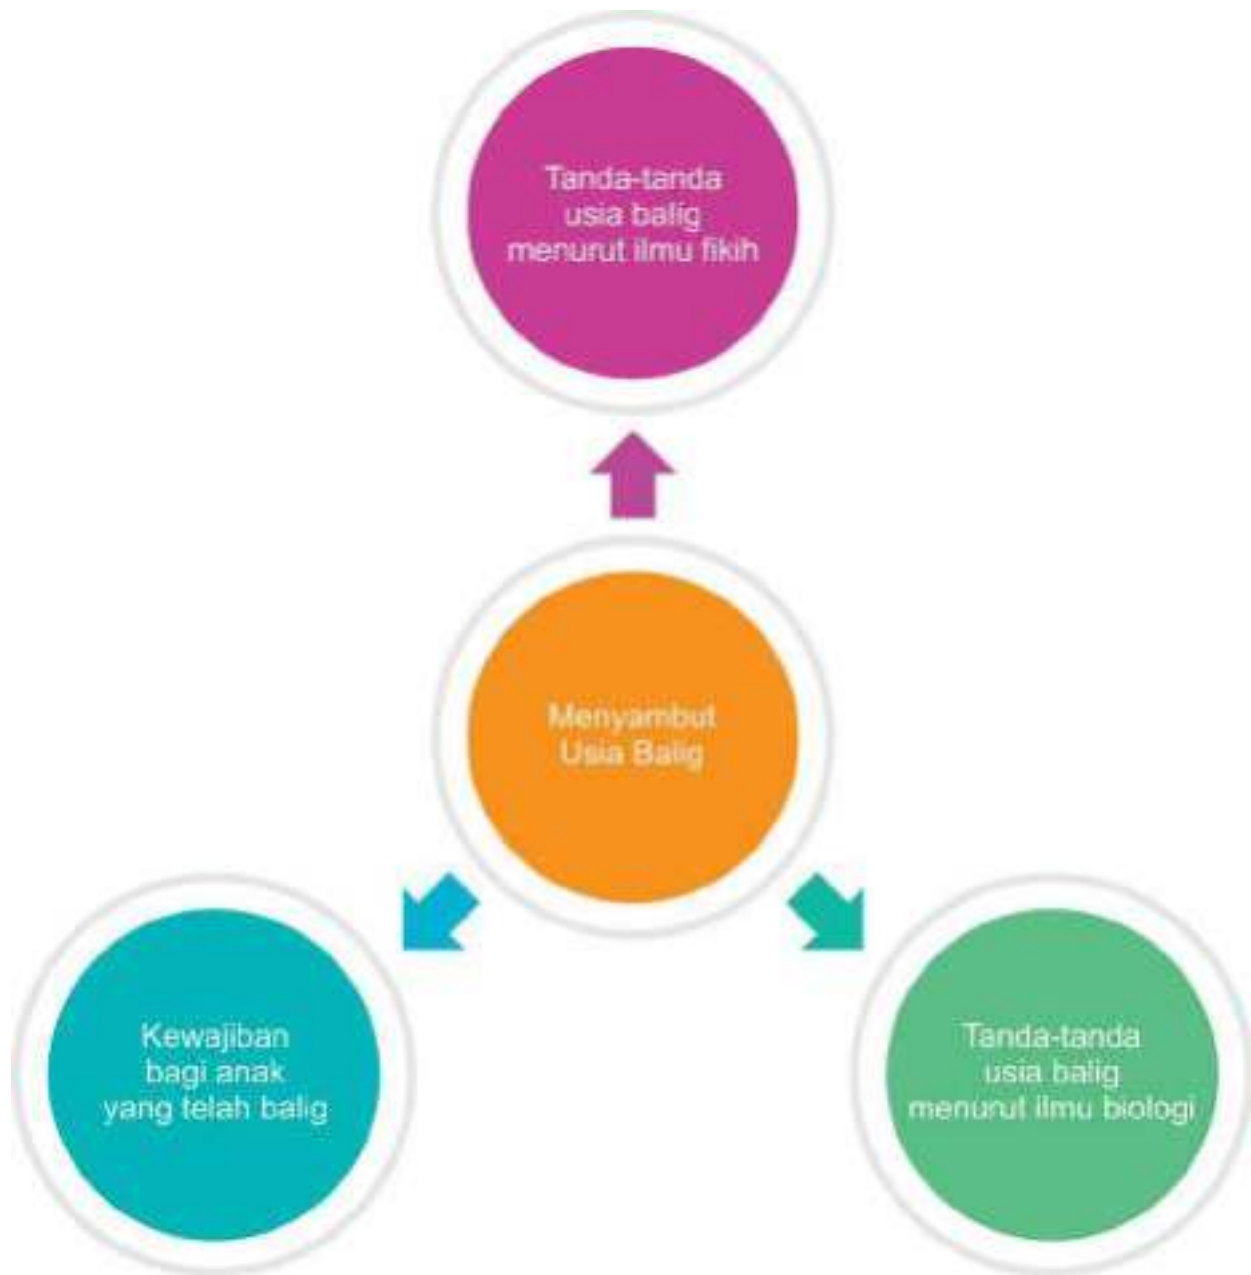 Tanda-tanda
usia balig
menurut ilmu fikih
Menyambut
Usia Balig
Kewajiban
bagi anak
yang telah balig
Tanda-tanda
usia balig
menurut ilmu biologi